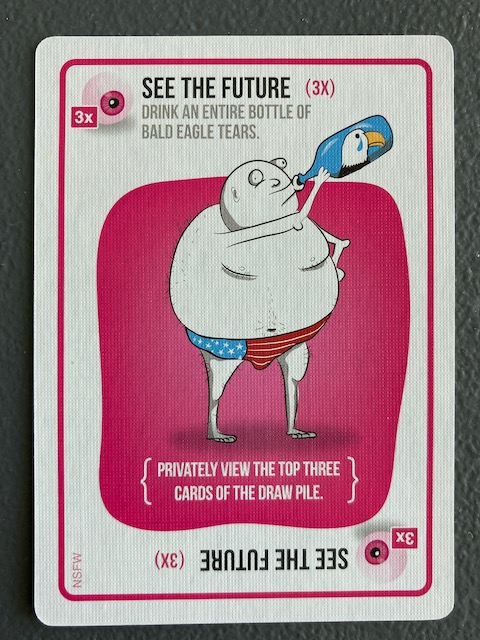 SEE THE FUTURE (3X)
3x
DRINK AN ENTIRE BOTTLE OF
BALD EAGLE TEARS.
{ PRIVATELY VIEW THE TOP THREE
CARDS OF THE DRAW PILE. }
3x
SEE THE FUTURE (3X)
NSFW